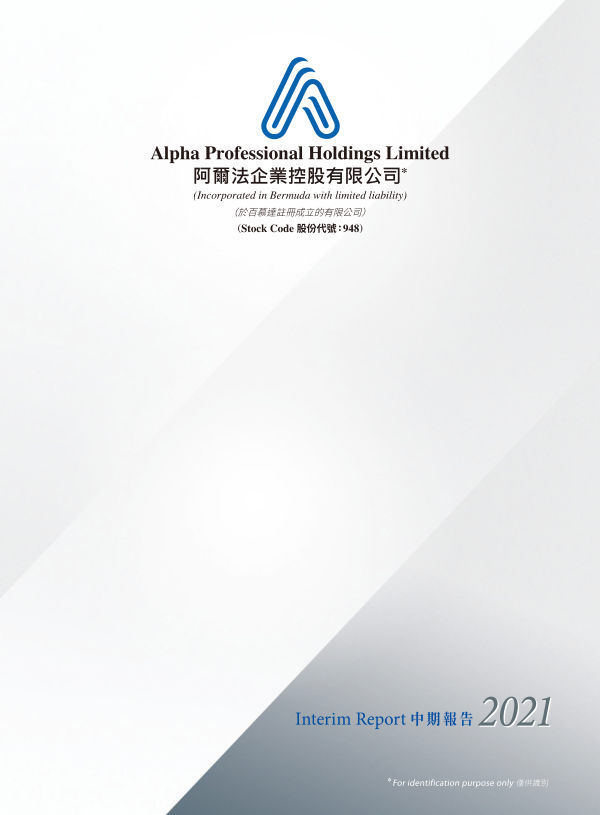 Alpha Professional Holdings Limited
阿爾法企業控股有限公司*
(Incorporated in Bermuda with limited liability)
(於百慕達註冊成立的有限公司)
(Stock Code 股份代號：948)
Interim Report 中期報告 2021
* For identification purpose only 僅供識別